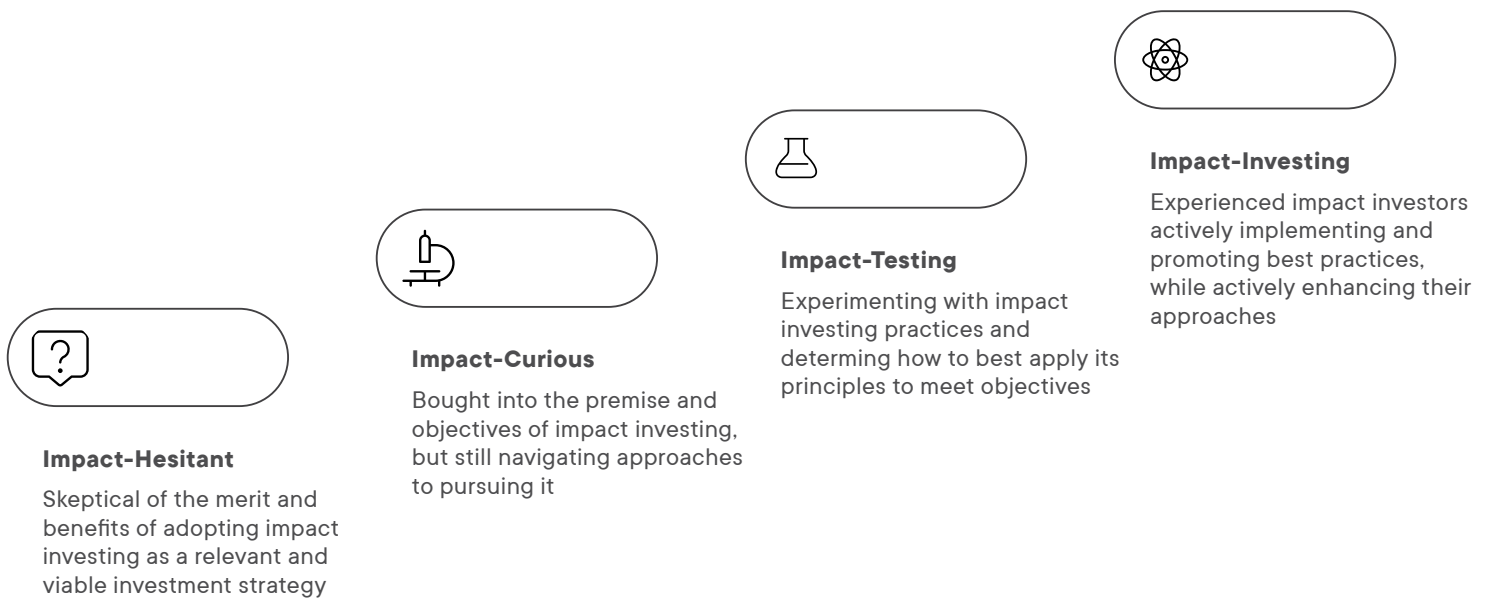 Impact-Hesitant
Skeptical of the merit and
benefits of adopting impact
investing as a relevant and
viable investment strategy
Impact-Curious
Bought into the premise and
objectives of impact investing,
but still navigating approaches
to pursuing it
Impact-Testing
Experimenting with impact
investing practices and
determing how to best apply its
principles to meet objectives
Impact-Investing
Experienced impact investors
actively implementing and
promoting best practices,
while actively enhancing their
approaches